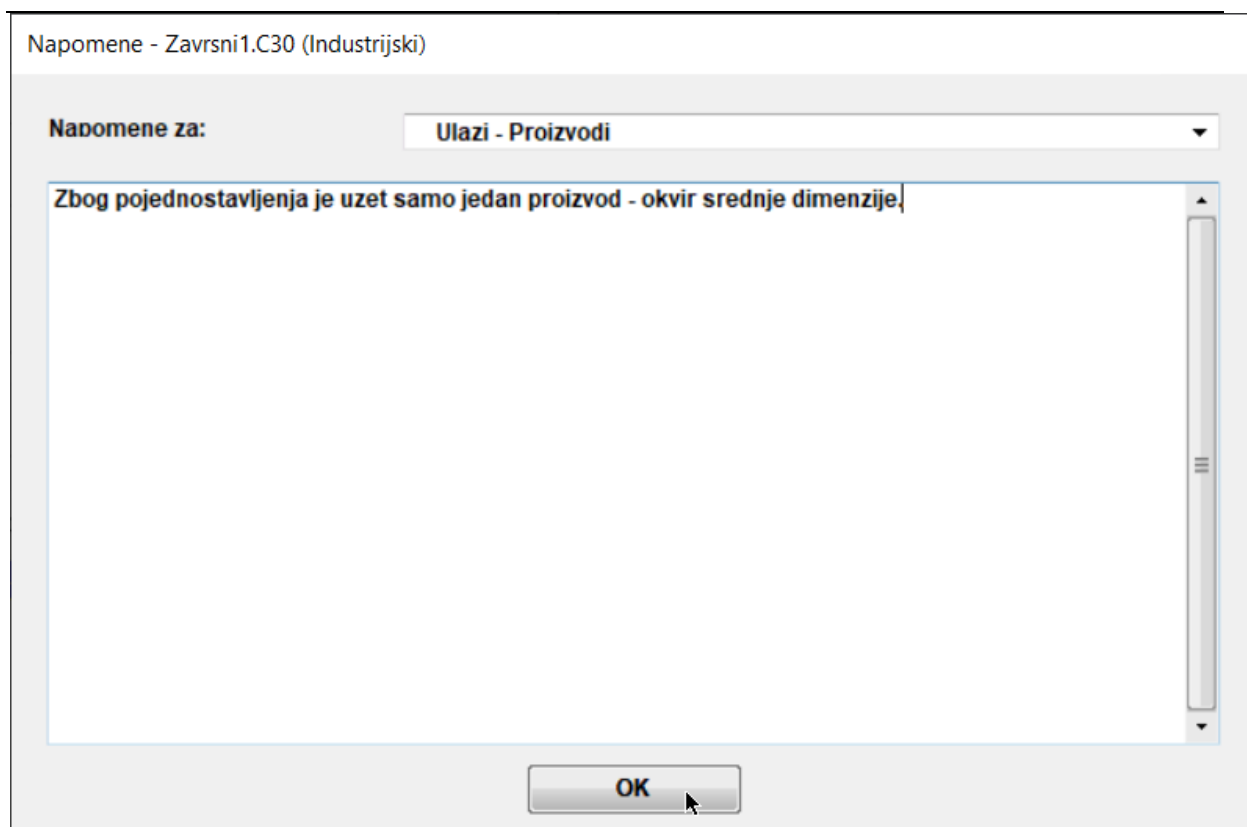 Napomene - Zavrsni1.C30 (Industrijski)
Napomene za:
Ulazi - Proizvodi
Zbog pojednostavljenja je uzet samo jedan proizvod - okvir srednje dimenzije.
OK